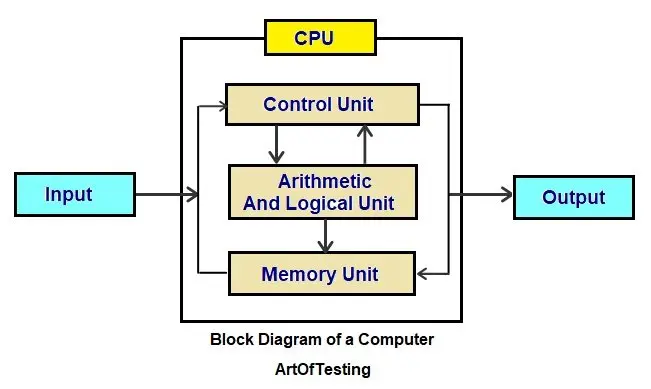 CPU
Control Unit
Arithmetic
And Logical Unit
Memory Unit
Input
Output
Block Diagram of a Computer
ArtOfTesting